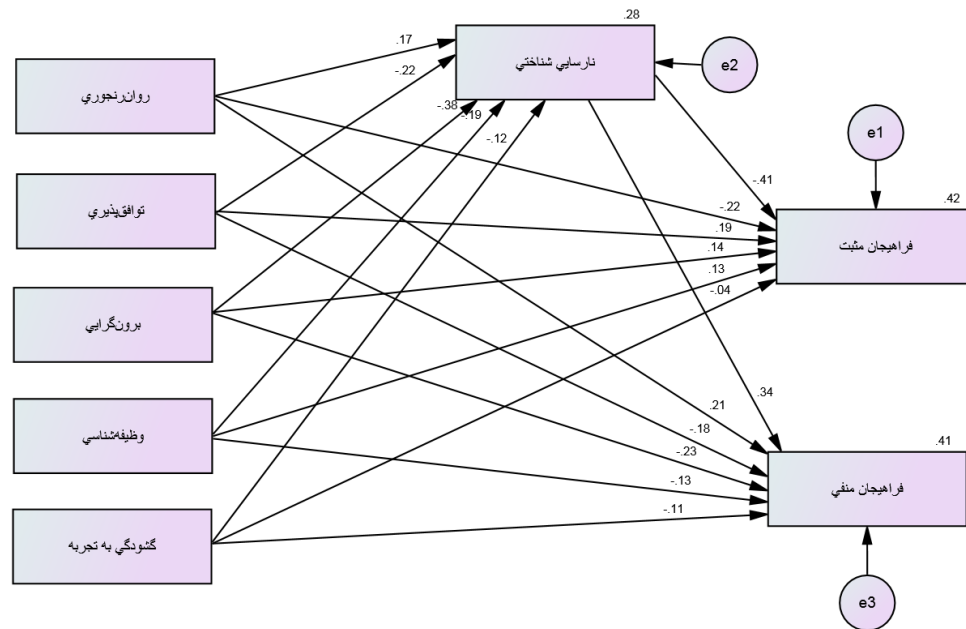 .28
نارسايي شناختي
e2
.17
-.22
-.38
-.19
-.12
روان‌رنجوري
e1
توافق‌پذيري
-.41
.42
فراهيجان مثبت
-.22
.19
.14
.13
-.04
برون‌گرايي
وظيفه‌شناسي
.34
.21
-.18
-.23
-.13
-.11
.41
فراهيجان منفي
گشودگي به تجربه
e3